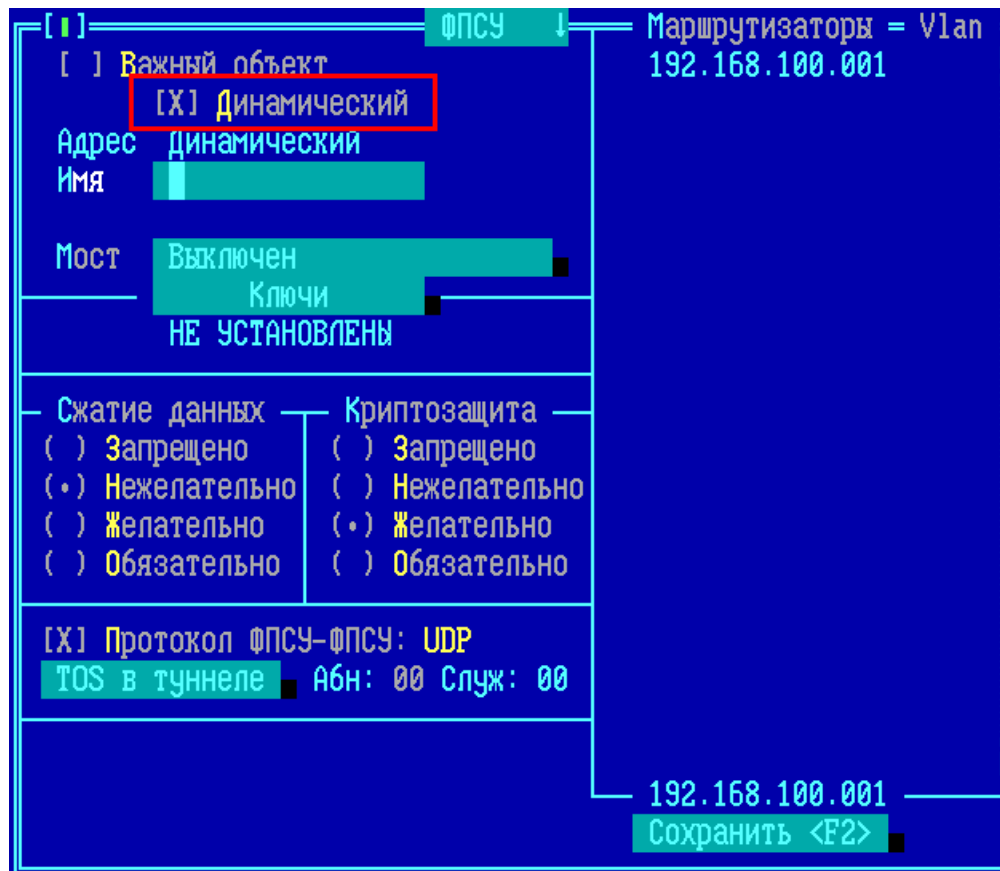 [▮] ФПСУ ↓ Маршрутизаторы = Vlan
[ ] Важный объект 192.168.100.001
[X] Динамический
Адрес Динамический
Имя
Мост Выключен
Ключи
НЕ УСТАНОВЛЕНЫ
Сжатие данных Криптозащита
( ) Запрещено ( ) Запрещено
(•) Нежелательно ( ) Нежелательно
( ) Желательно (•) Желательно
( ) Обязательно ( ) Обязательно
[X] Протокол ФПСУ-ФПСУ: UDP
TOS в туннеле Абн: 00 Служ: 00
192.168.100.001
Сохранить <F2>